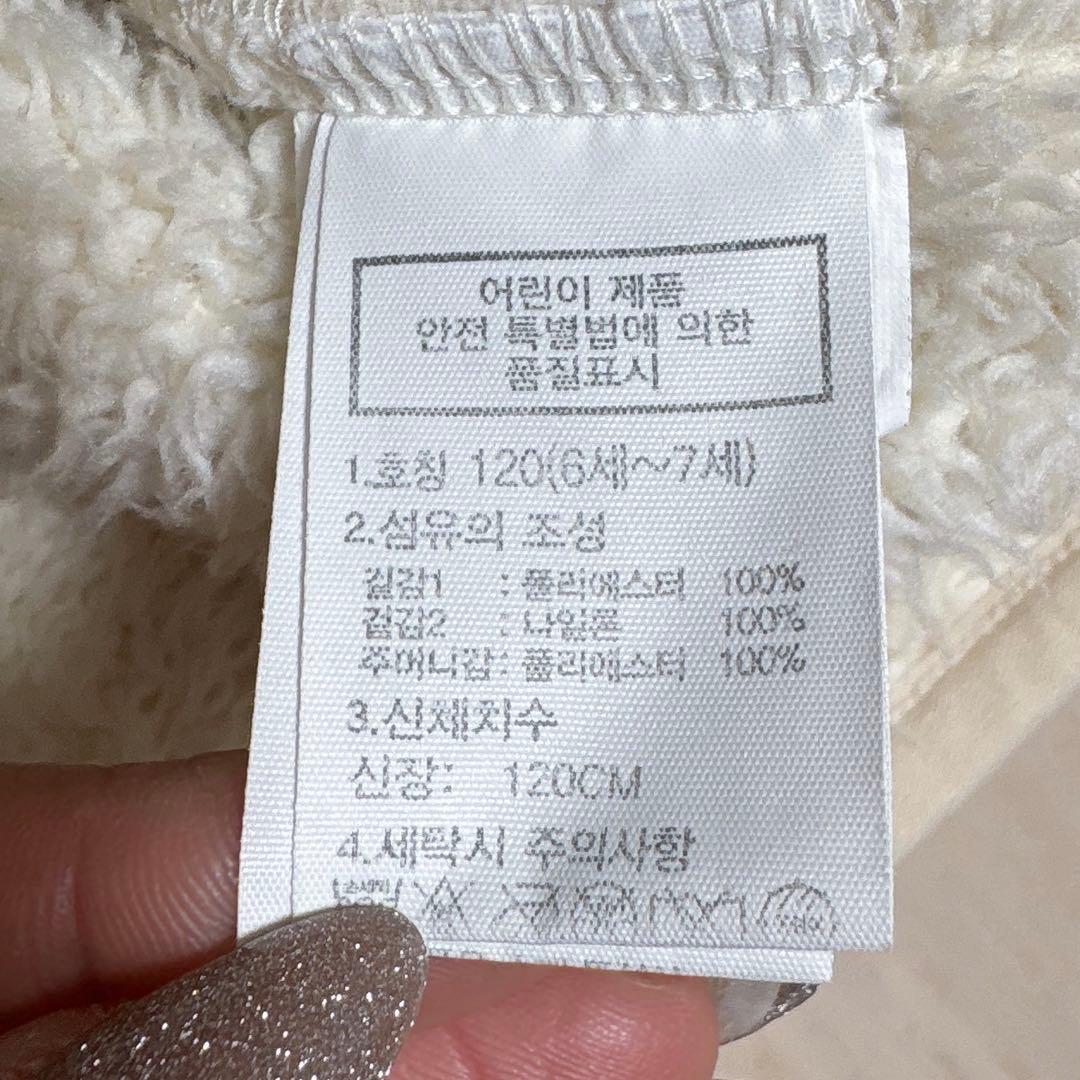 어린이 제품
안전 특별법에 의한
품질표시
1.호칭 120(6세~7세)
2.섬유의 조성
겉감1 : 폴리에스터 100%
겉감2 : 나일론 100%
주머니감: 폴리에스터 100%
3.신체치수
신장: 120CM
4.세탁시 주의사항
손세탁